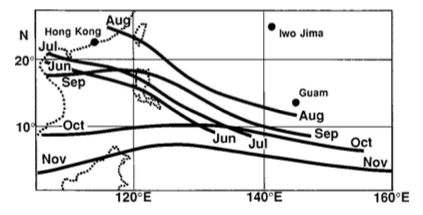 Aug
N
Hong Kong
Iwo Jima
Jul
20°
Jun
Sep
Guam
Aug
10°
Oct
Jun
Jul
Sep
Oct
Nov
Nov
120°E
140°E
160°E